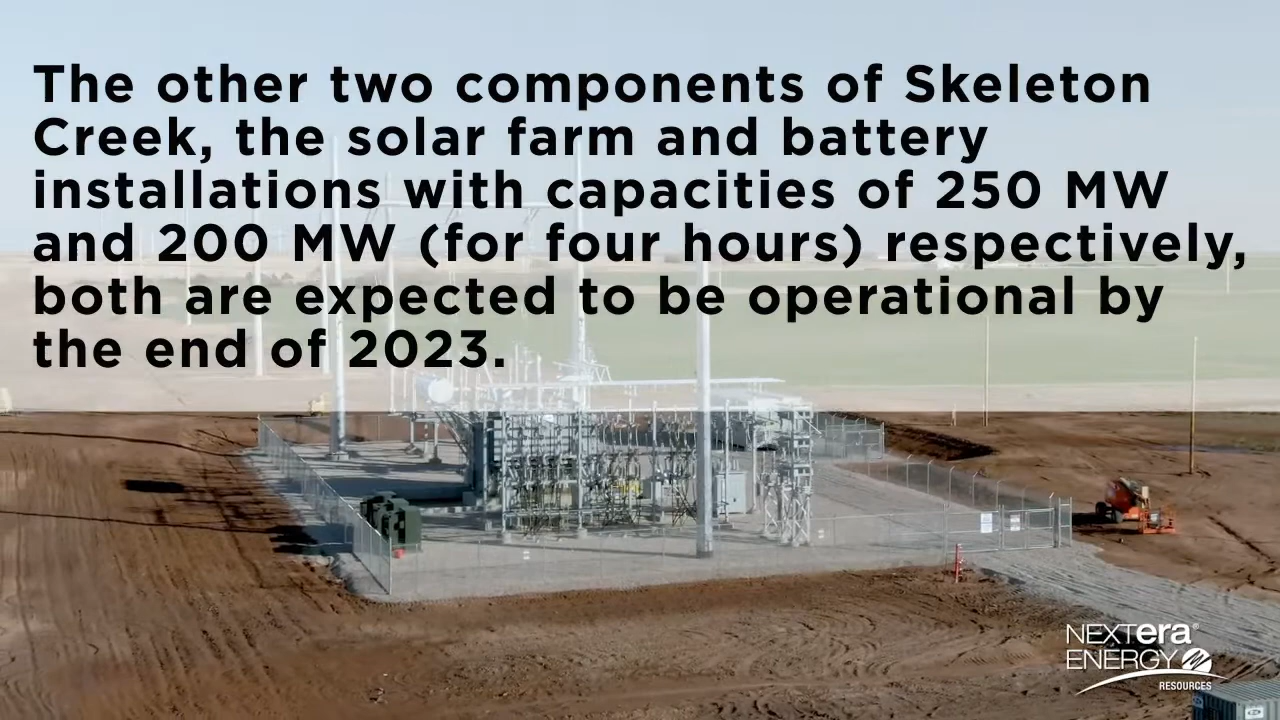 The other two components of Skeleton
Creek, the solar farm and battery
installations with capacities of 250 MW
and 200 MW (for four hours) respectively,
both are expected to be operational by
the end of 2023.
NEXTera®
ENERGY
RESOURCES